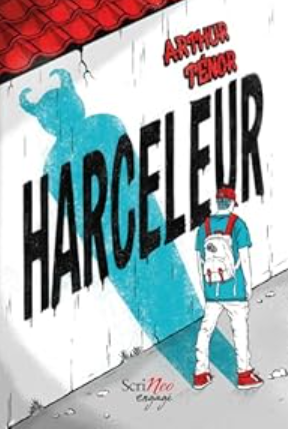 ARTHUR
TÉNOR
HARCELEUR
ScriNeo
engagé